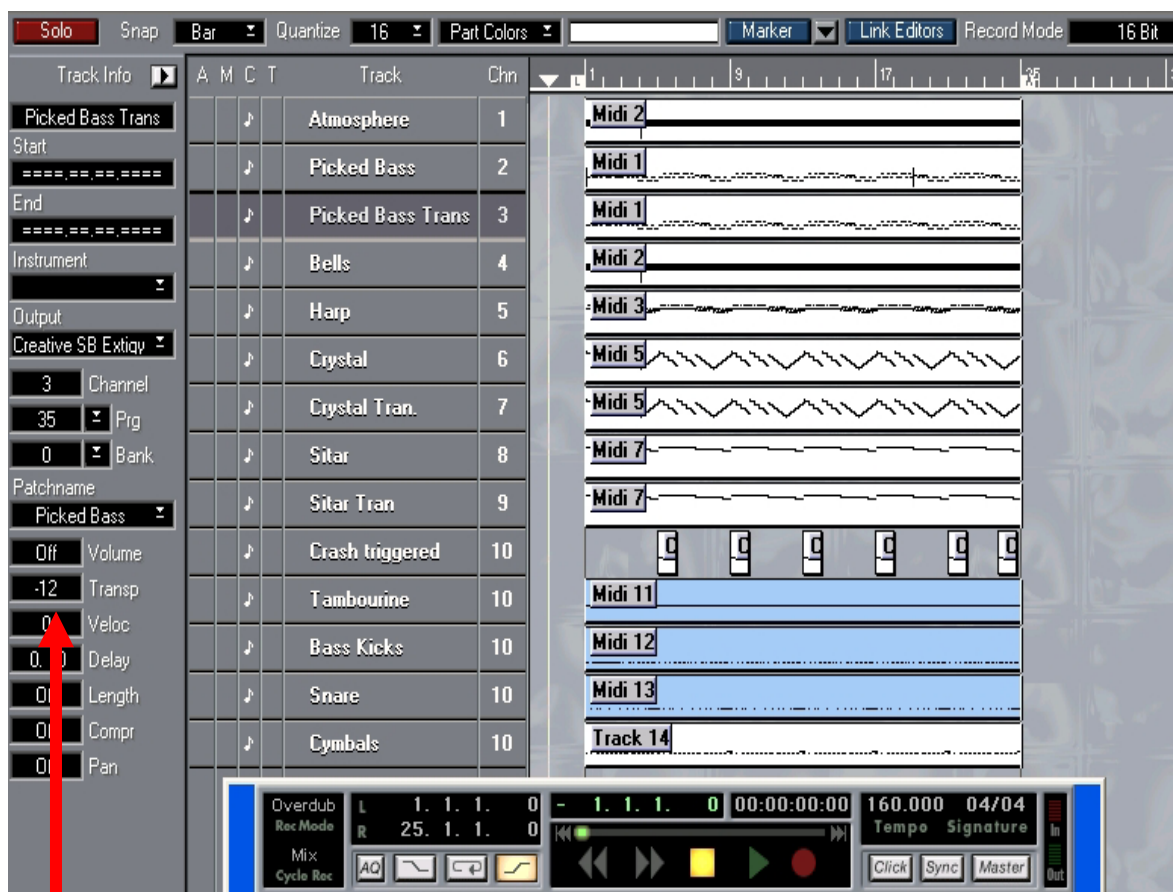 Solo Snap Bar Quantize 16 Part Colors Marker Link Editors Record Mode 16 Bit
Track Info A M C T Track Chn L 1 9 17
Picked Bass Trans
Start
====.==.==.====
End
====.==.==.====
Instrument
Output
Creative SB Extigy
3 Channel
35 Prg
0 Bank
Patchname
Picked Bass
Off Volume
-12 Transp
Veloc
Delay
Length
Compr
Pan
Atmosphere 1 Midi 2
Picked Bass 2 Midi 1
Picked Bass Trans 3 Midi 1
Bells 4 Midi 2
Harp 5 Midi 3
Crystal 6 Midi 5
Crystal Tran. 7 Midi 5
Sitar 8 Midi 7
Sitar Tran 9 Midi 7
Crash triggered 10
Tambourine 10 Midi 11
Bass Kicks 10 Midi 12
Snare 10 Midi 13
Cymbals 10 Track 14
Overdub L 1. 1. 1. 0 - 1. 1. 1. 0 00:00:00:00 160.000 04/04
Rec Mode R 25. 1. 1. 0 Tempo Signature In
Mix AQ Click Sync Master
Cycle Rec Out